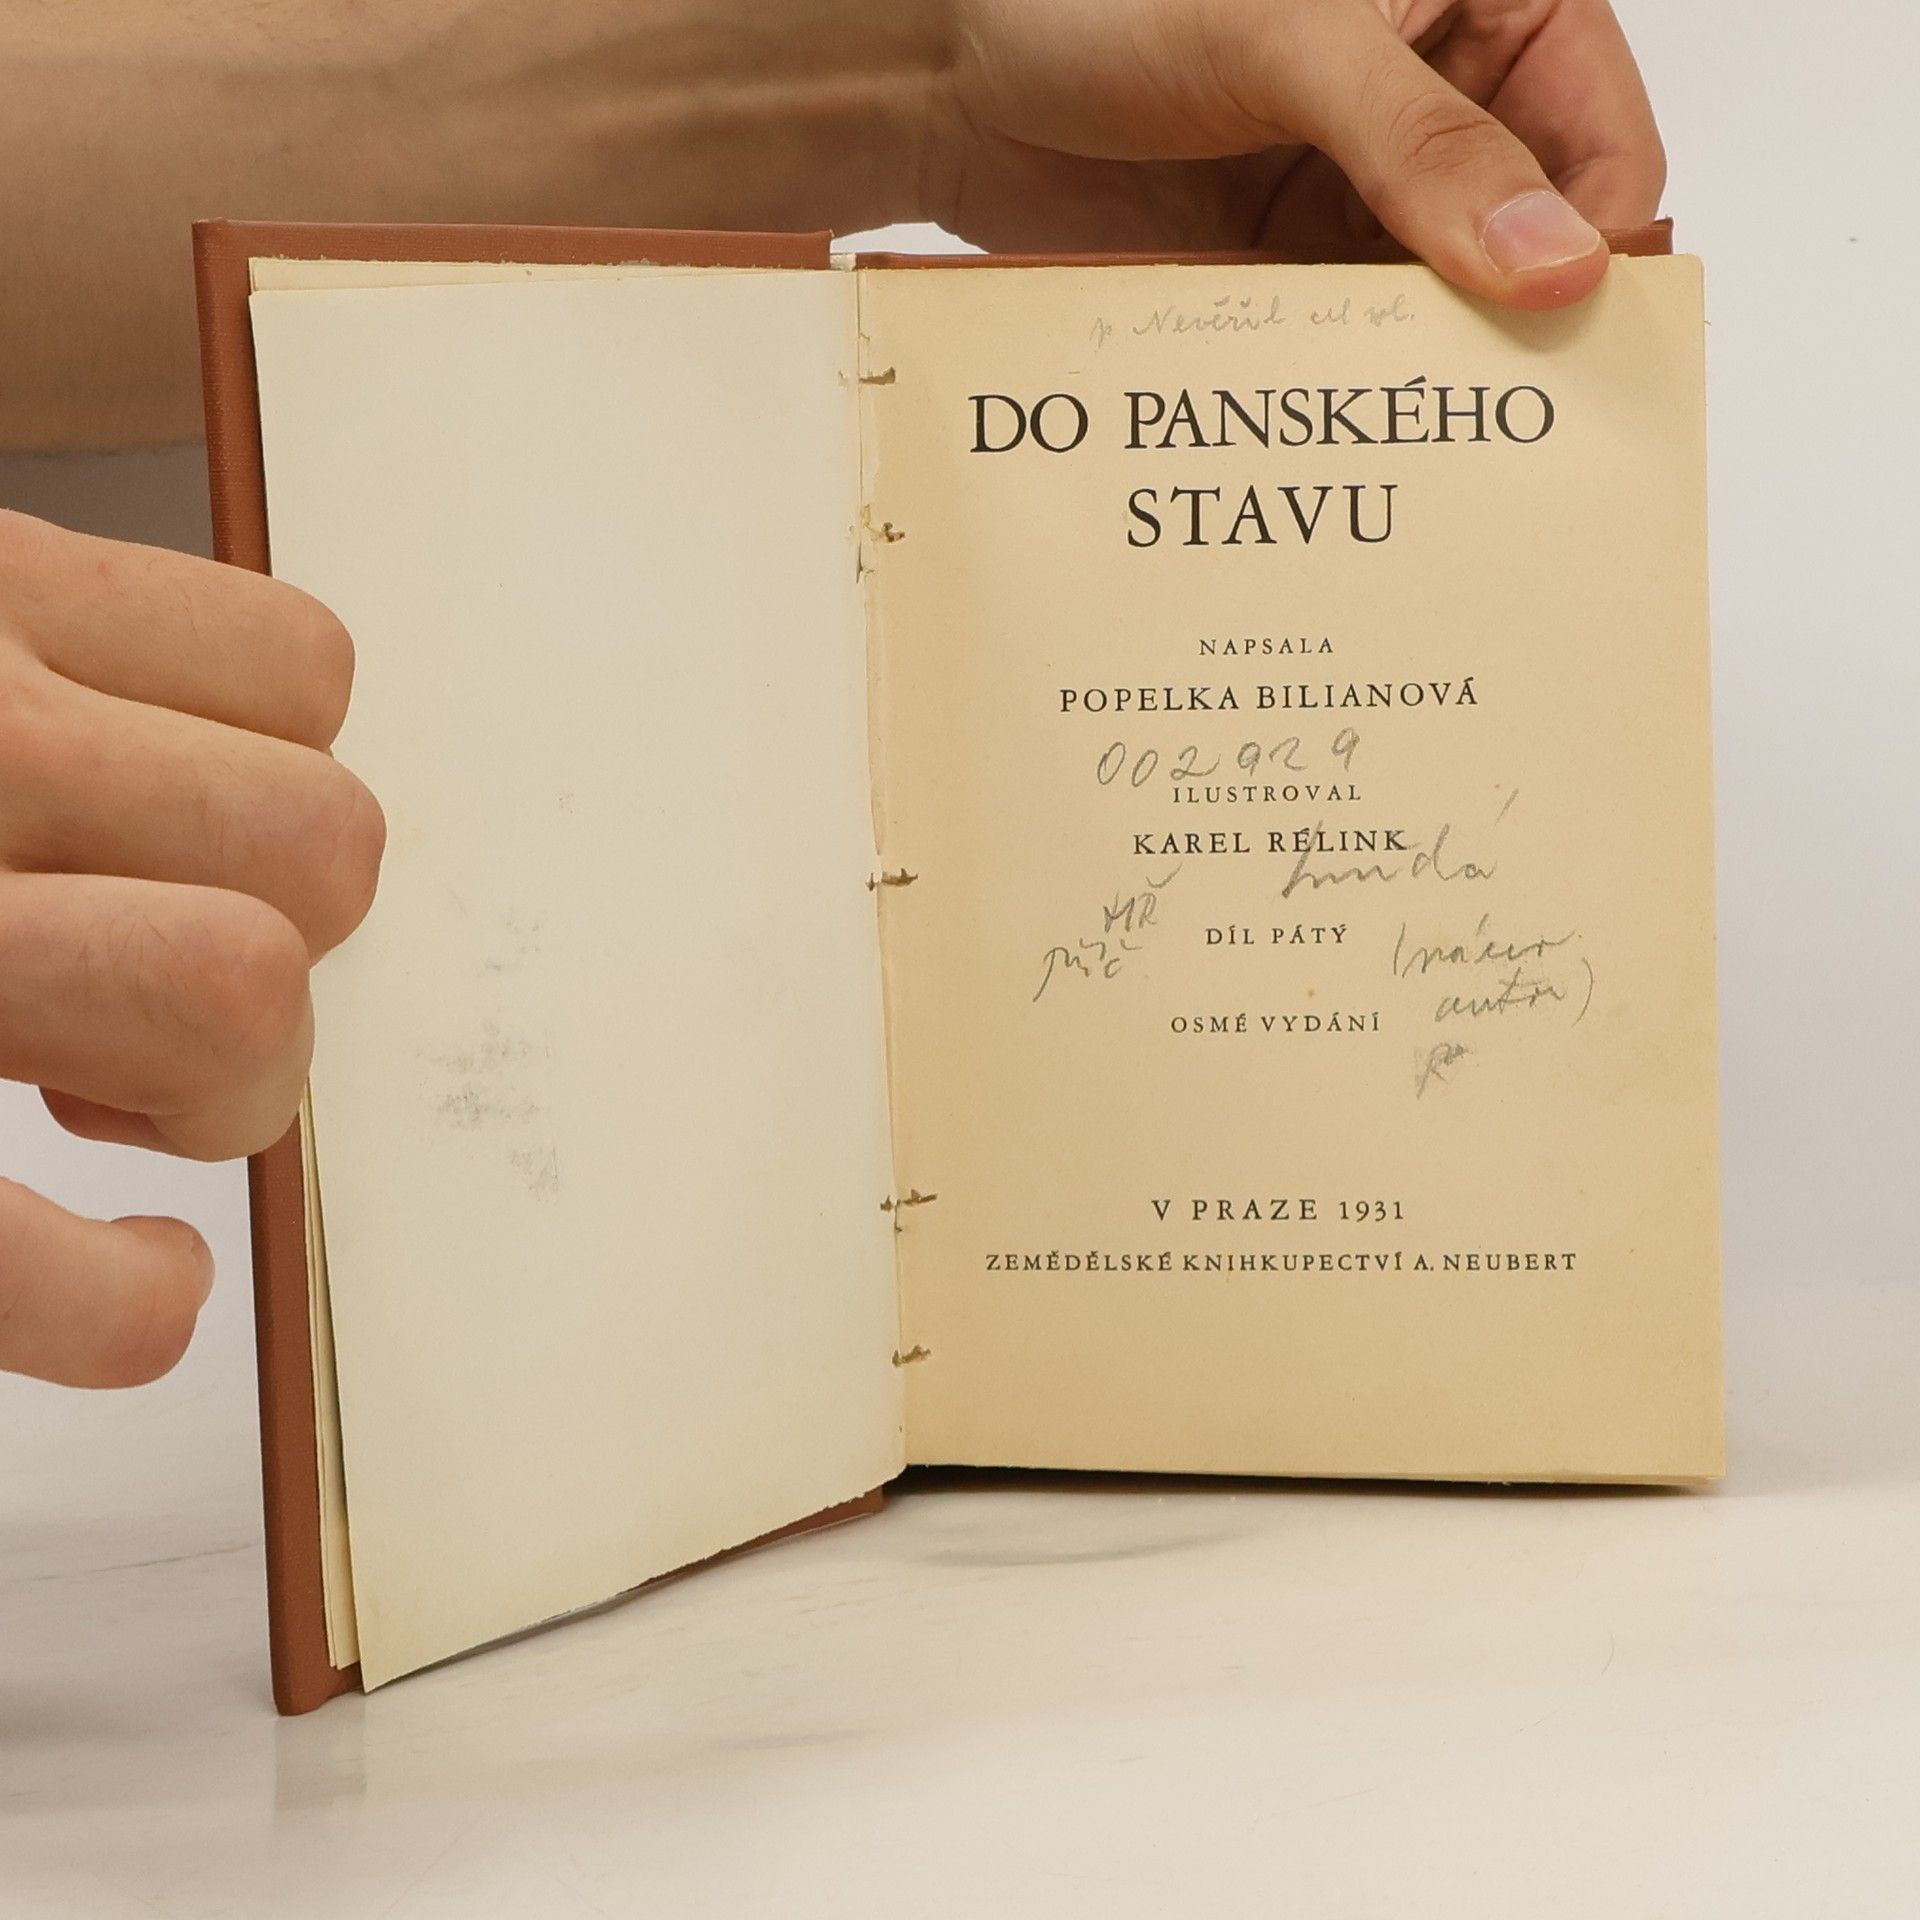 p Nevěřil
DO PANSKÉHO
STAVU
NAPSALA
POPELKA BILIANOVÁ
002929
ILUSTROVAL
KAREL RÉLINK
DÍL PÁTÝ
OSMÉ VYDÁNÍ
V PRAZE 1931
ZEMĚDĚLSKÉ KNIHKUPECTVÍ A. NEUBERT